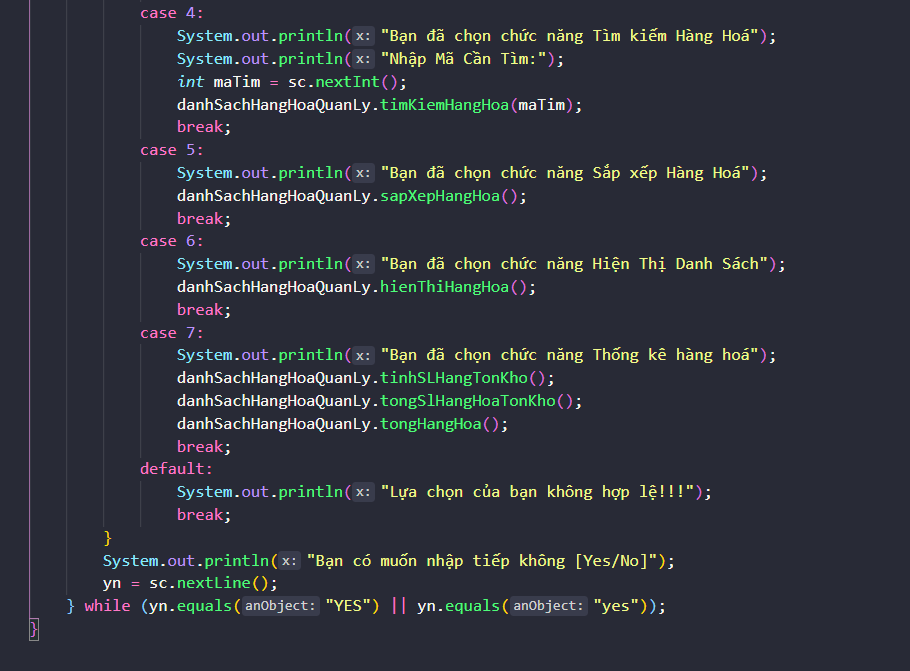 case 4:
System.out.println(x: "Bạn đã chọn chức năng Tìm kiếm Hàng Hoá");
System.out.println(x: "Nhập Mã Cần Tìm:");
int maTim = sc.nextInt();
danhSachHangHoaQuanLy.timKiemHangHoa(maTim);
break;
case 5:
System.out.println(x: "Bạn đã chọn chức năng Sắp xếp Hàng Hoá");
danhSachHangHoaQuanLy.sapXepHangHoa();
break;
case 6:
System.out.println(x: "Bạn đã chọn chức năng Hiện Thị Danh Sách");
danhSachHangHoaQuanLy.hienThiHangHoa();
break;
case 7:
System.out.println(x: "Bạn đã chọn chức năng Thống kê hàng hoá");
danhSachHangHoaQuanLy.tinhSLHangTonKho();
danhSachHangHoaQuanLy.tongSlHangHoaTonKho();
danhSachHangHoaQuanLy.tongHangHoa();
break;
default:
System.out.println(x: "Lựa chọn của bạn không hợp lệ!!!");
break;
}
System.out.println(x: "Bạn có muốn nhập tiếp không [Yes/No]");
yn = sc.nextLine();
} while (yn.equals(anObject: "YES") || yn.equals(anObject: "yes"));
}